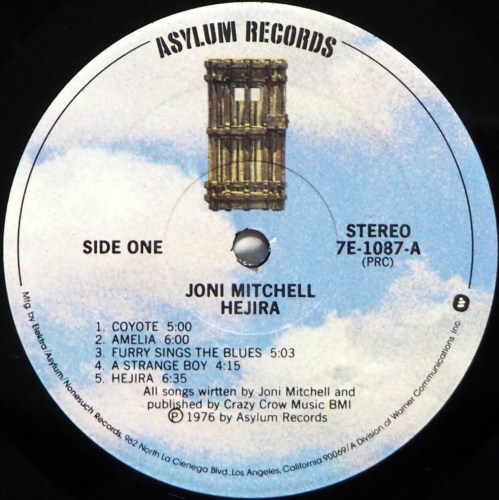 ASYLUM RECORDS
SIDE ONE
STEREO
7E-1087-A
(PRC)
JONI MITCHELL
HEJIRA
1. COYOTE 5:00
2. AMELIA 6:00
3. FURRY SINGS THE BLUES 5:03
4. A STRANGE BOY 4:15
5. HEJIRA 6:35
All songs wirtten by Joni Mitchell and
published by Crazy Crow Music BMI
Ⓟ 1976 by Asylum Records
Mfg. by Elektra/Asylum/Nonesuch Records, 962 North La Cienega Blvd., Los Angeles, California 90069/A Division of Warner Communications Inc.